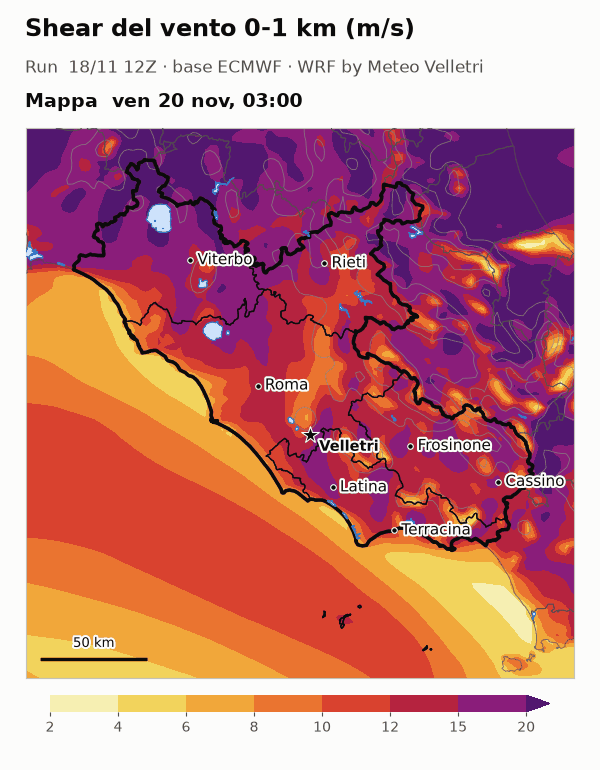 Shear del vento 0-1 km (m/s)
Run  18/11 12Z · base ECMWF · WRF by Meteo Velletri
Mappa  ven 20 nov, 03:00
Viterbo
Rieti
Roma
Velletri
Frosinone
Latina
Cassino
Terracina
50 km
2 4 6 8 10 12 15 20